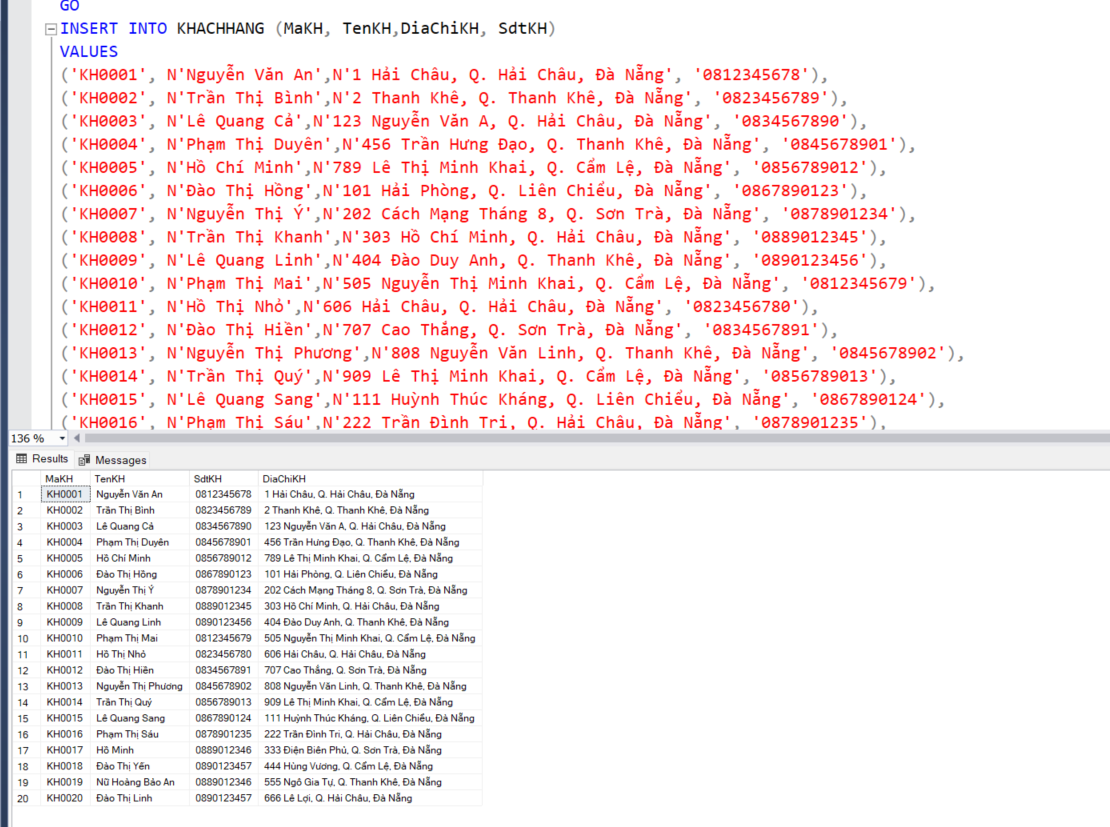 GO
INSERT INTO KHACHHANG (MaKH, TenKH,DiaChiKH, SdtKH)
VALUES
('KH0001', N'Nguyễn Văn An',N'1 Hải Châu, Q. Hải Châu, Đà Nẵng', '0812345678'),
('KH0002', N'Trần Thị Bình',N'2 Thanh Khê, Q. Thanh Khê, Đà Nẵng', '0823456789'),
('KH0003', N'Lê Quang Cả',N'123 Nguyễn Văn A, Q. Hải Châu, Đà Nẵng', '0834567890'),
('KH0004', N'Phạm Thị Duyên',N'456 Trần Hưng Đạo, Q. Thanh Khê, Đà Nẵng', '0845678901'),
('KH0005', N'Hồ Chí Minh',N'789 Lê Thị Minh Khai, Q. Cẩm Lệ, Đà Nẵng', '0856789012'),
('KH0006', N'Đào Thị Hồng',N'101 Hải Phòng, Q. Liên Chiểu, Đà Nẵng', '0867890123'),
('KH0007', N'Nguyễn Thị Ý',N'202 Cách Mạng Tháng 8, Q. Sơn Trà, Đà Nẵng', '0878901234'),
('KH0008', N'Trần Thị Khanh',N'303 Hồ Chí Minh, Q. Hải Châu, Đà Nẵng', '0889012345'),
('KH0009', N'Lê Quang Linh',N'404 Đào Duy Anh, Q. Thanh Khê, Đà Nẵng', '0890123456'),
('KH0010', N'Phạm Thị Mai',N'505 Nguyễn Thị Minh Khai, Q. Cẩm Lệ, Đà Nẵng', '0812345679'),
('KH0011', N'Hồ Thị Nhỏ',N'606 Hải Châu, Q. Hải Châu, Đà Nẵng', '0823456780'),
('KH0012', N'Đào Thị Hiền',N'707 Cao Thắng, Q. Sơn Trà, Đà Nẵng', '0834567891'),
('KH0013', N'Nguyễn Thị Phương',N'808 Nguyễn Văn Linh, Q. Thanh Khê, Đà Nẵng', '0845678902'),
('KH0014', N'Trần Thị Quý',N'909 Lê Thị Minh Khai, Q. Cẩm Lệ, Đà Nẵng', '0856789013'),
('KH0015', N'Lê Quang Sang',N'111 Huỳnh Thúc Kháng, Q. Liên Chiểu, Đà Nẵng', '0867890124'),
('KH0016', N'Phạm Thị Sáu',N'222 Trần Đình Tri, Q. Hải Châu, Đà Nẵng', '0878901235'),
136 %
Results Messages
MaKH TenKH SdtKH DiaChiKH
1 KH0001 Nguyễn Văn An 0812345678 1 Hải Châu, Q. Hải Châu, Đà Nẵng
2 KH0002 Trần Thị Bình 0823456789 2 Thanh Khê, Q. Thanh Khê, Đà Nẵng
3 KH0003 Lê Quang Cả 0834567890 123 Nguyễn Văn A, Q. Hải Châu, Đà Nẵng
4 KH0004 Phạm Thị Duyên 0845678901 456 Trần Hưng Đạo, Q. Thanh Khê, Đà Nẵng
5 KH0005 Hồ Chí Minh 0856789012 789 Lê Thị Minh Khai, Q. Cẩm Lệ, Đà Nẵng
6 KH0006 Đào Thị Hồng 0867890123 101 Hải Phòng, Q. Liên Chiểu, Đà Nẵng
7 KH0007 Nguyễn Thị Ý 0878901234 202 Cách Mạng Tháng 8, Q. Sơn Trà, Đà Nẵng
8 KH0008 Trần Thị Khanh 0889012345 303 Hồ Chí Minh, Q. Hải Châu, Đà Nẵng
9 KH0009 Lê Quang Linh 0890123456 404 Đào Duy Anh, Q. Thanh Khê, Đà Nẵng
10 KH0010 Phạm Thị Mai 0812345679 505 Nguyễn Thị Minh Khai, Q. Cẩm Lệ, Đà Nẵng
11 KH0011 Hồ Thị Nhỏ 0823456780 606 Hải Châu, Q. Hải Châu, Đà Nẵng
12 KH0012 Đào Thị Hiền 0834567891 707 Cao Thắng, Q. Sơn Trà, Đà Nẵng
13 KH0013 Nguyễn Thị Phương 0845678902 808 Nguyễn Văn Linh, Q. Thanh Khê, Đà Nẵng
14 KH0014 Trần Thị Quý 0856789013 909 Lê Thị Minh Khai, Q. Cẩm Lệ, Đà Nẵng
15 KH0015 Lê Quang Sang 0867890124 111 Huỳnh Thúc Kháng, Q. Liên Chiểu, Đà Nẵng
16 KH0016 Phạm Thị Sáu 0878901235 222 Trần Đình Tri, Q. Hải Châu, Đà Nẵng
17 KH0017 Hồ Minh 0889012346 333 Điện Biên Phủ, Q. Sơn Trà, Đà Nẵng
18 KH0018 Đào Thị Yến 0890123457 444 Hùng Vương, Q. Cẩm Lệ, Đà Nẵng
19 KH0019 Nữ Hoàng Bảo An 0889012346 555 Ngô Gia Tự, Q. Thanh Khê, Đà Nẵng
20 KH0020 Đào Thị Linh 0890123457 666 Lê Lợi, Q. Hải Châu, Đà Nẵng